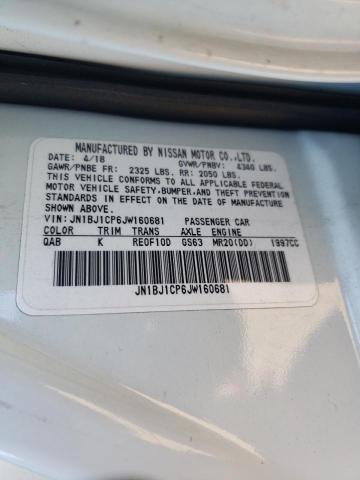 MANUFACTURED BY NISSAN MOTOR CO.,LTD.
DATE: 4/18 GVWR/PNBV: 4340 LBS.
GAWR/PNBE FR: 2325 LBS. RR: 2050 LBS.
THIS VEHICLE CONFORMS TO ALL APPLICABLE FEDERAL
MOTOR VEHICLE SAFETY, BUMPER, AND THEFT PREVENTION
STANDARDS IN EFFECT ON THE DATE OF MANUFACTURE
SHOWN ABOVE.
VIN: JN1BJ1CP6JW160681 PASSENGER CAR
COLOR TRIM TRANS AXLE ENGINE
QAB K RE0F10D GS63 MR20(DD) 1997CC
JN1BJ1CP6JW160681